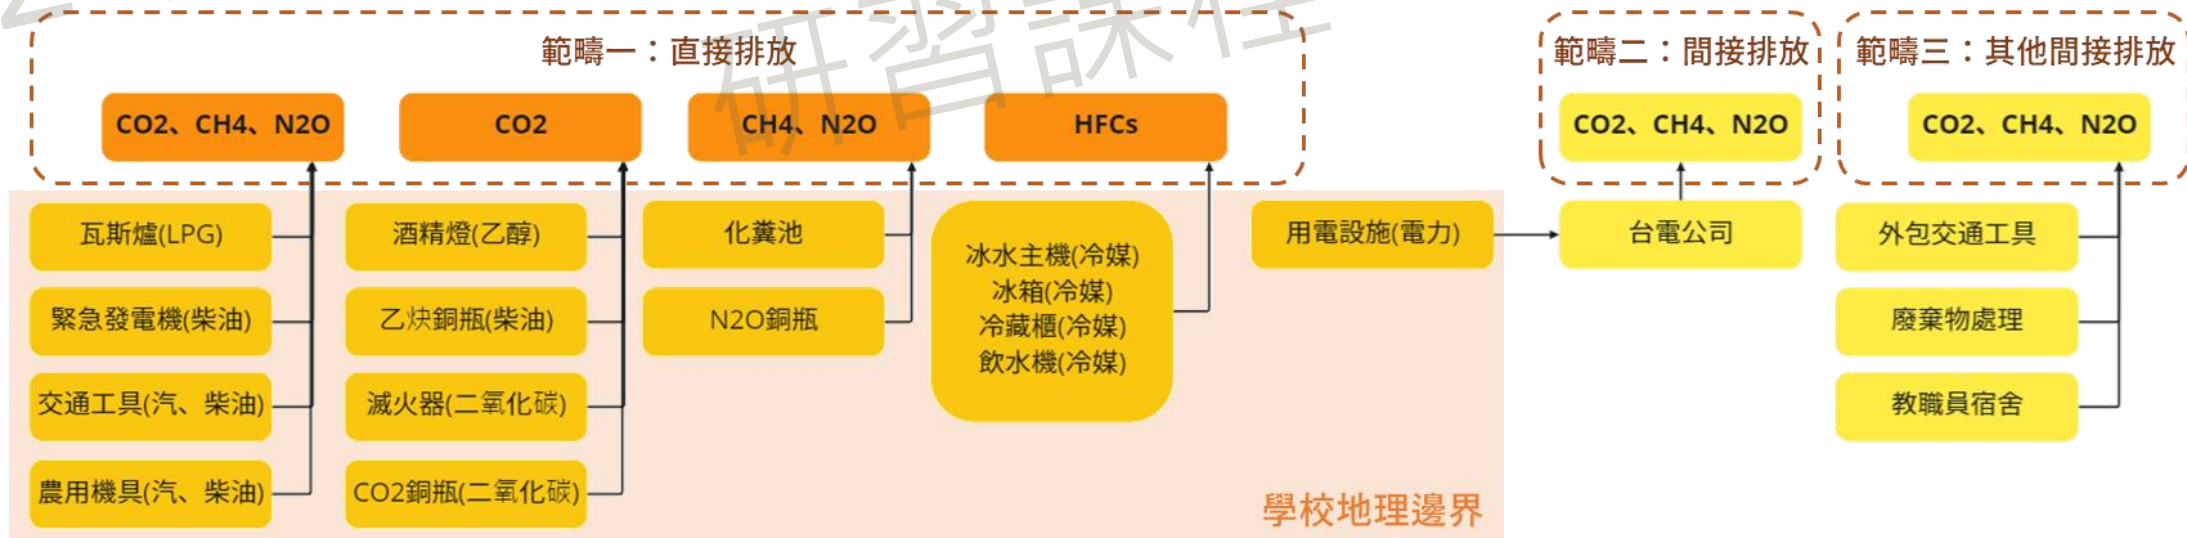 研習課程
範疇一：直接排放
範疇二：間接排放
範疇三：其他間接排放
CO2、CH4、N2O
CO2
CH4、N2O
HFCs
CO2、CH4、N2O
CO2、CH4、N2O
瓦斯爐(LPG)
緊急發電機(柴油)
交通工具(汽、柴油)
農用機具(汽、柴油)
酒精燈(乙醇)
乙炔銅瓶(柴油)
滅火器(二氧化碳)
CO2銅瓶(二氧化碳)
化糞池
N2O銅瓶
冰水主機(冷媒)
冰箱(冷媒)
冷藏櫃(冷媒)
飲水機(冷媒)
用電設施(電力)
台電公司
外包交通工具
廢棄物處理
教職員宿舍
學校地理邊界